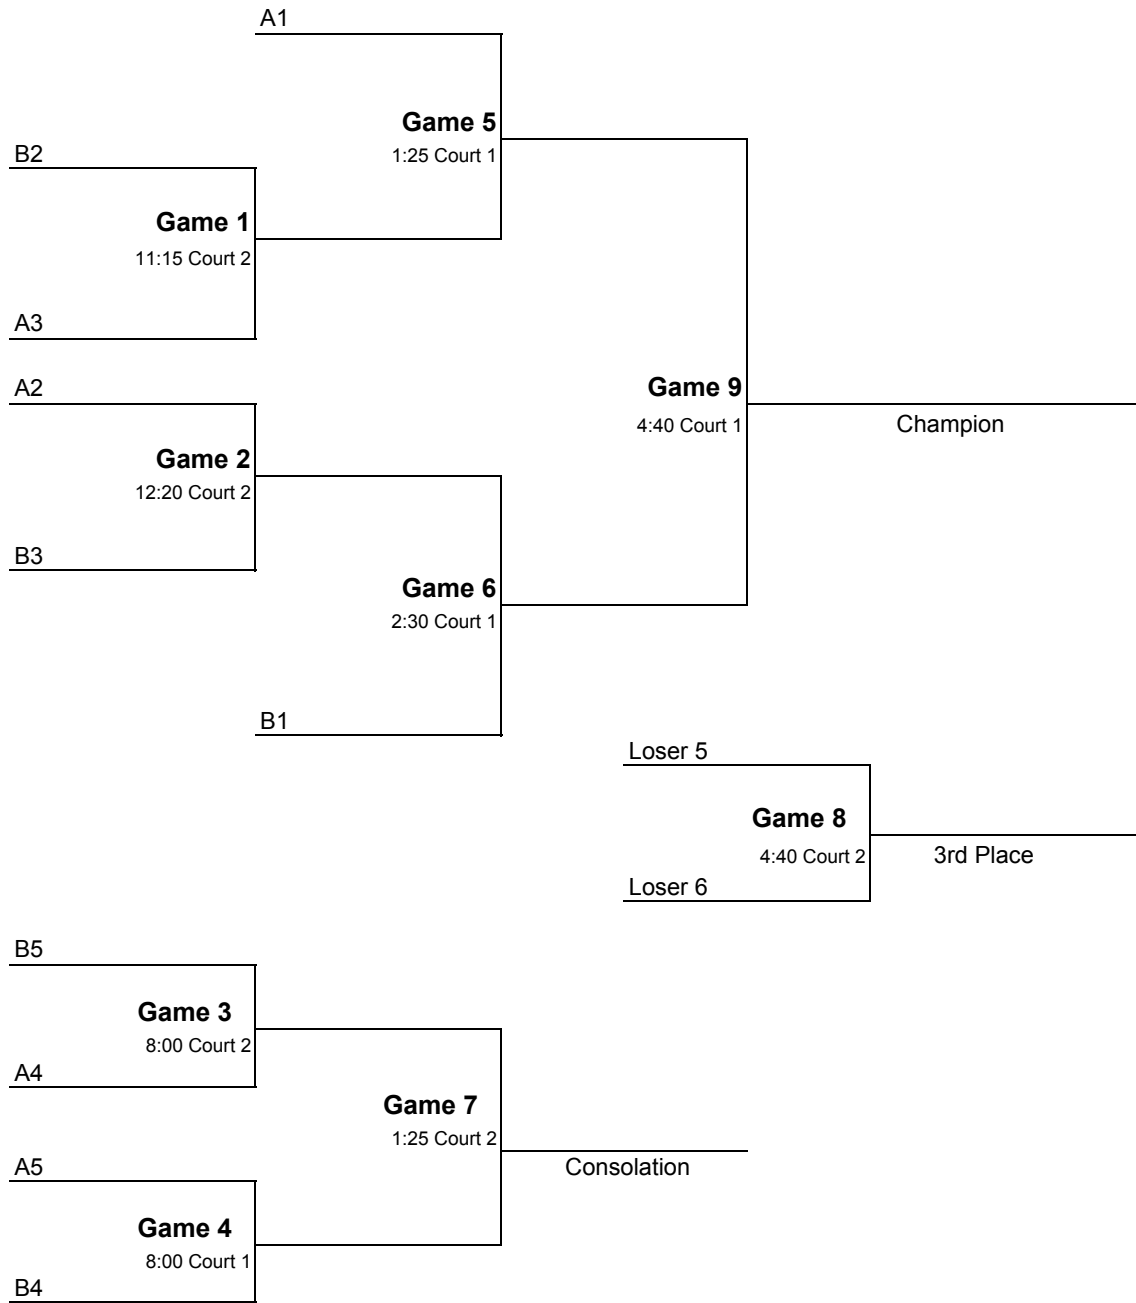 A1
Game 5
1:25 Court 1
B2
Game 1
11:15 Court 2
A3
A2
Game 9
4:40 Court 1
Champion
Game 2
12:20 Court 2
B3
Game 6
2:30 Court 1
B1
Loser 5
Game 8
4:40 Court 2
3rd Place
Loser 6
B5
Game 3
8:00 Court 2
A4
Game 7
1:25 Court 2
A5
Consolation
Game 4
8:00 Court 1
B4